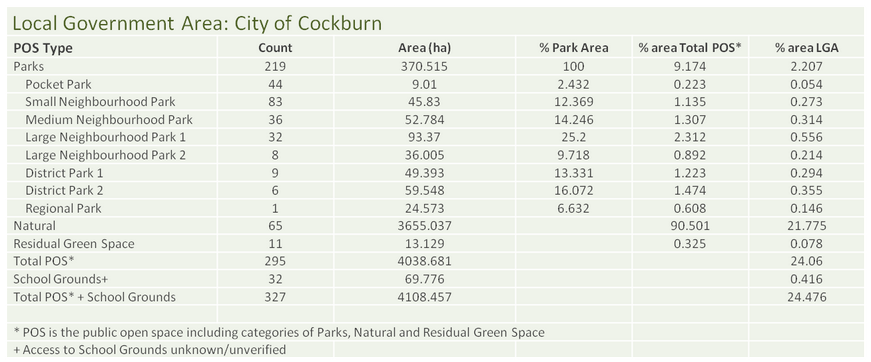 Local Government Area: City of Cockburn
POS Type Count Area (ha) % Park Area % area Total POS* % area LGA
Parks 219 370.515 100 9.174 2.207
Pocket Park 44 9.01 2.432 0.223 0.054
Small Neighbourhood Park 83 45.83 12.369 1.135 0.273
Medium Neighbourhood Park 36 52.784 14.246 1.307 0.314
Large Neighbourhood Park 1 32 93.37 25.2 2.312 0.556
Large Neighbourhood Park 2 8 36.005 9.718 0.892 0.214
District Park 1 9 49.393 13.331 1.223 0.294
District Park 2 6 59.548 16.072 1.474 0.355
Regional Park 1 24.573 6.632 0.608 0.146
Natural 65 3655.037 90.501 21.775
Residual Green Space 11 13.129 0.325 0.078
Total POS* 295 4038.681 24.06
School Grounds+ 32 69.776 0.416
Total POS* + School Grounds 327 4108.457 24.476
* POS is the public open space including categories of Parks, Natural and Residual Green Space
+ Access to School Grounds unknown/unverified